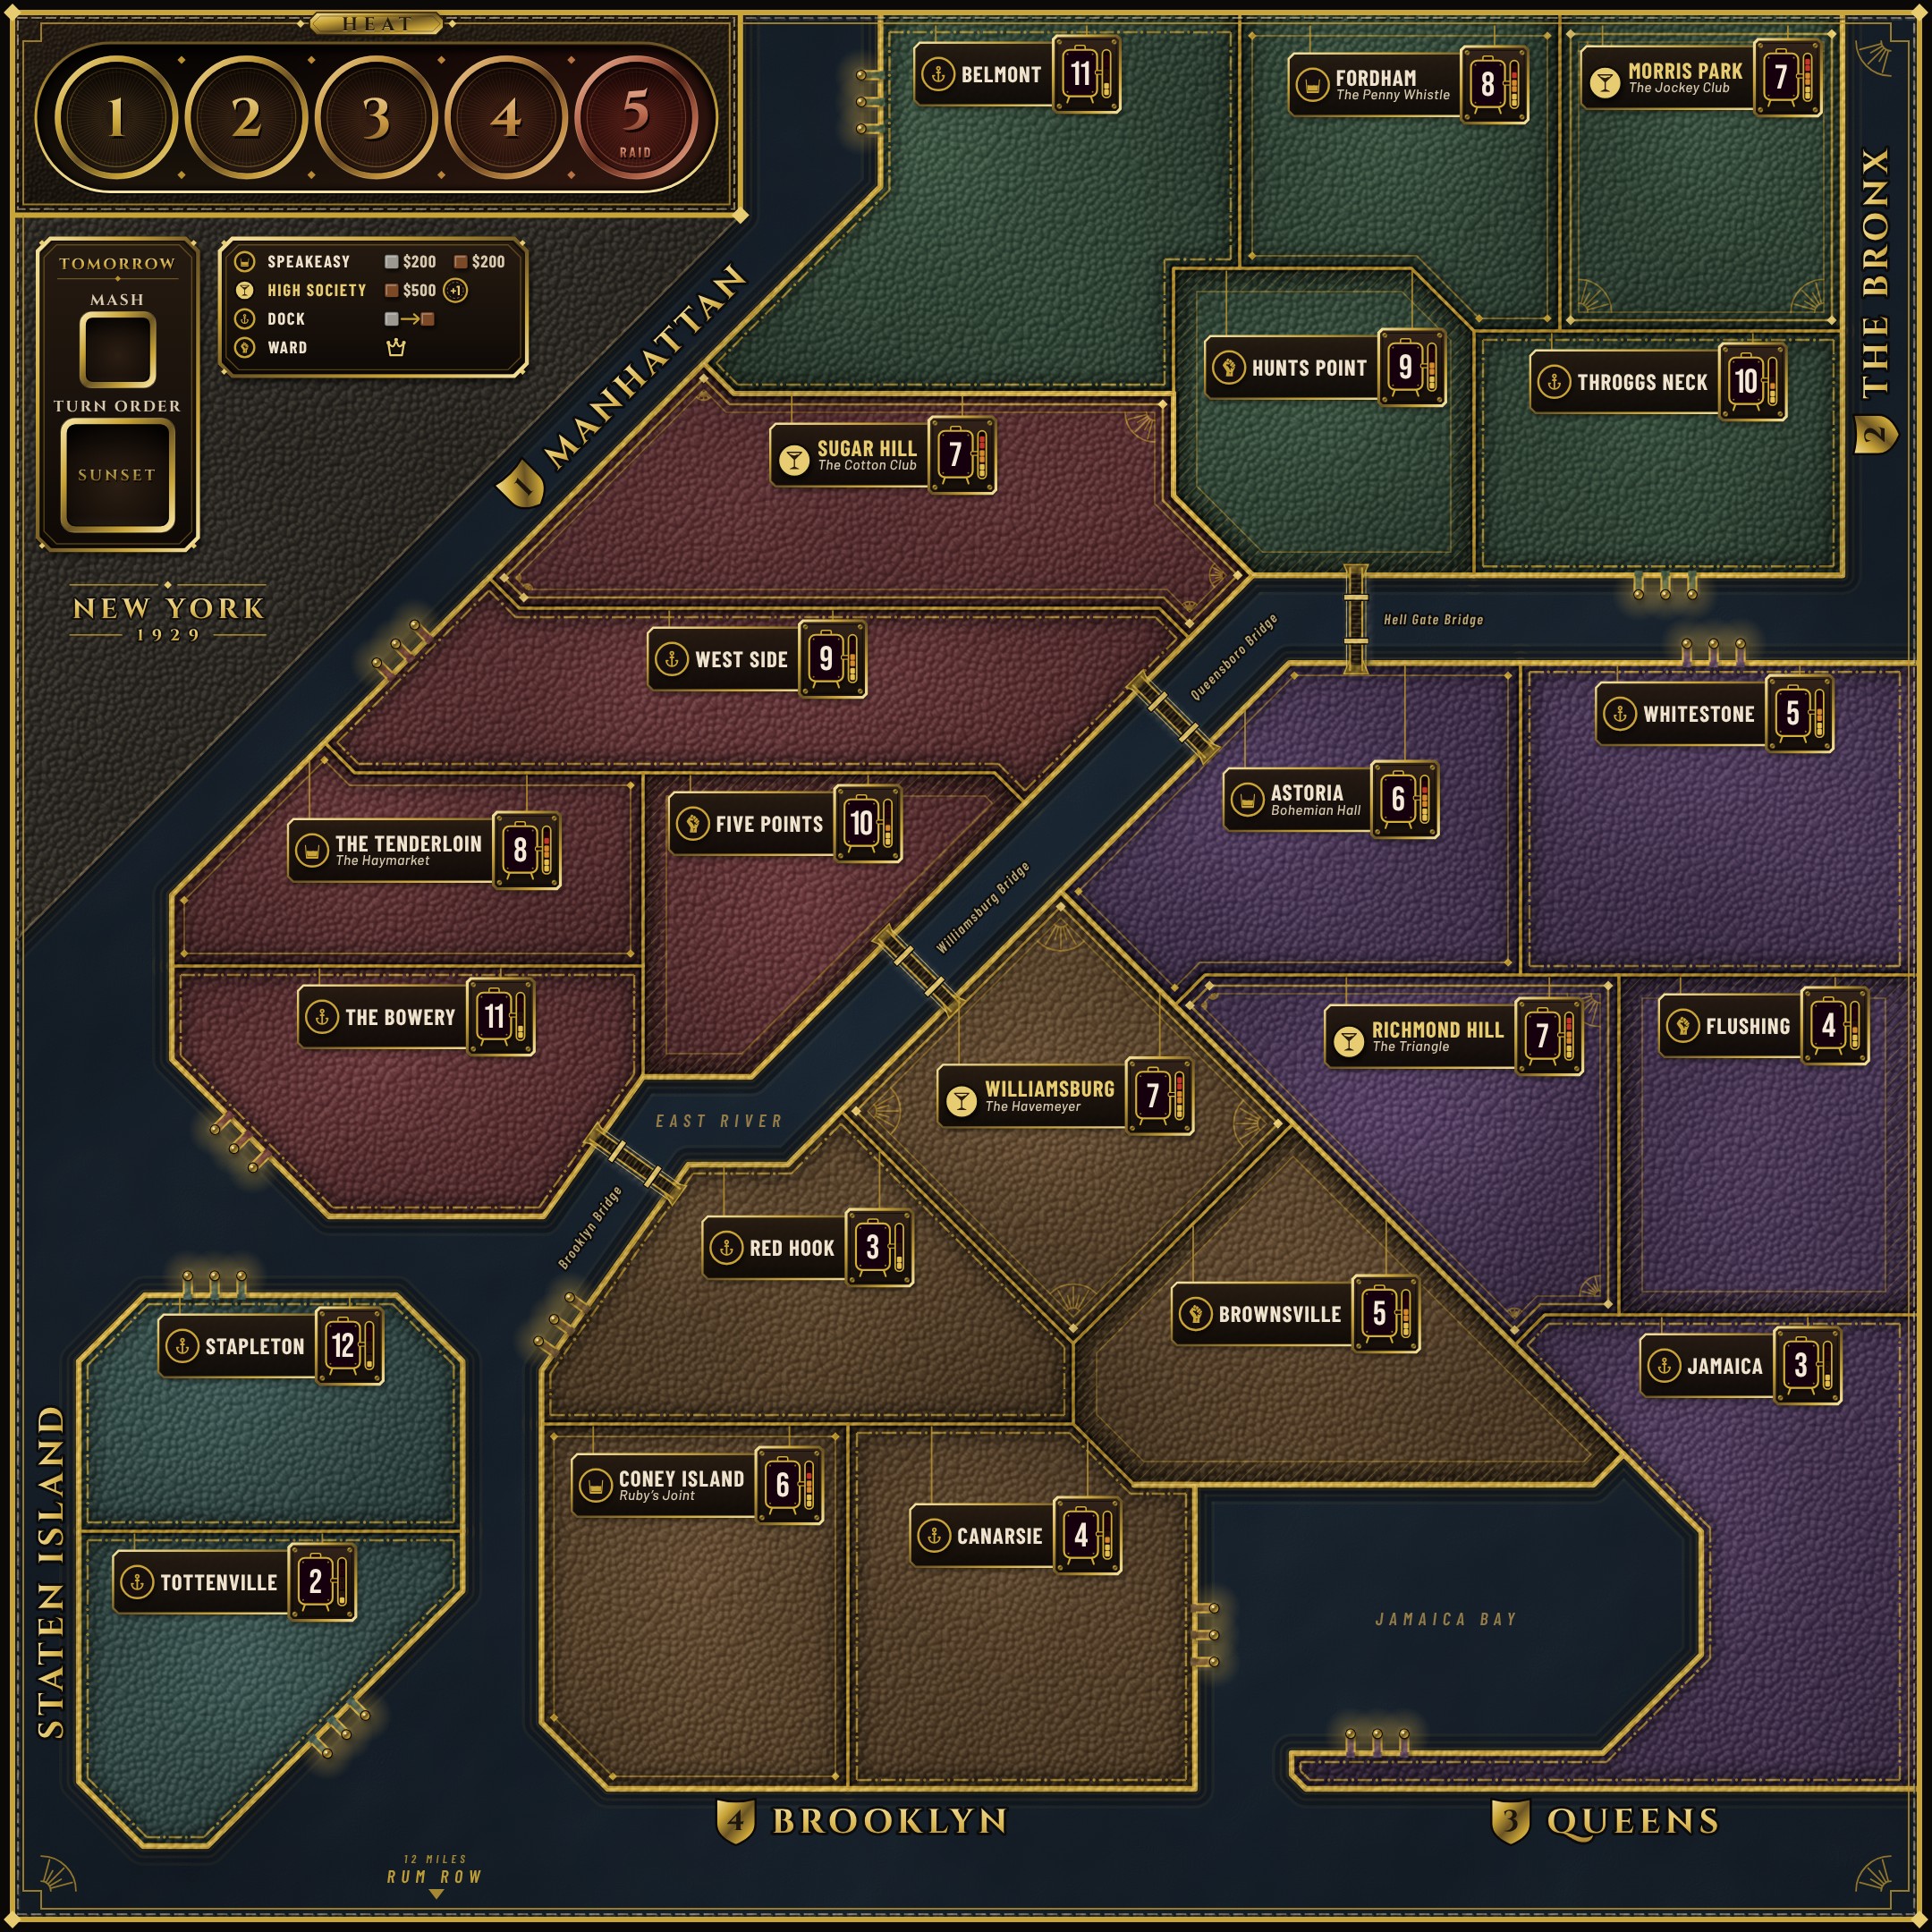 HEAT
1 2 3 4 5
RAID
TOMORROW
MASH
TURN ORDER
SUNSET
SPEAKEASY $200 $200
HIGH SOCIETY $500 +1
DOCK
WARD
NEW YORK
1929
1 MANHATTAN
2 THE BRONX
BELMONT 11
FORDHAM 8
The Penny Whistle
MORRIS PARK 7
The Jockey Club
HUNTS POINT 9
THROGGS NECK 10
SUGAR HILL 7
The Cotton Club
WEST SIDE 9
Hell Gate Bridge
Queensboro Bridge
WHITESTONE 5
ASTORIA 6
Bohemian Hall
THE TENDERLOIN 8
The Haymarket
FIVE POINTS 10
Williamsburg Bridge
THE BOWERY 11
RICHMOND HILL 7
The Triangle
FLUSHING 4
WILLIAMSBURG 7
The Havemeyer
EAST RIVER
Brooklyn Bridge
RED HOOK 3
BROWNSVILLE 5
STAPLETON 12
JAMAICA 3
STATEN ISLAND
CONEY ISLAND 6
Ruby's Joint
CANARSIE 4
TOTTENVILLE 2
JAMAICA BAY
4 BROOKLYN
3 QUEENS
12 MILES
RUM ROW